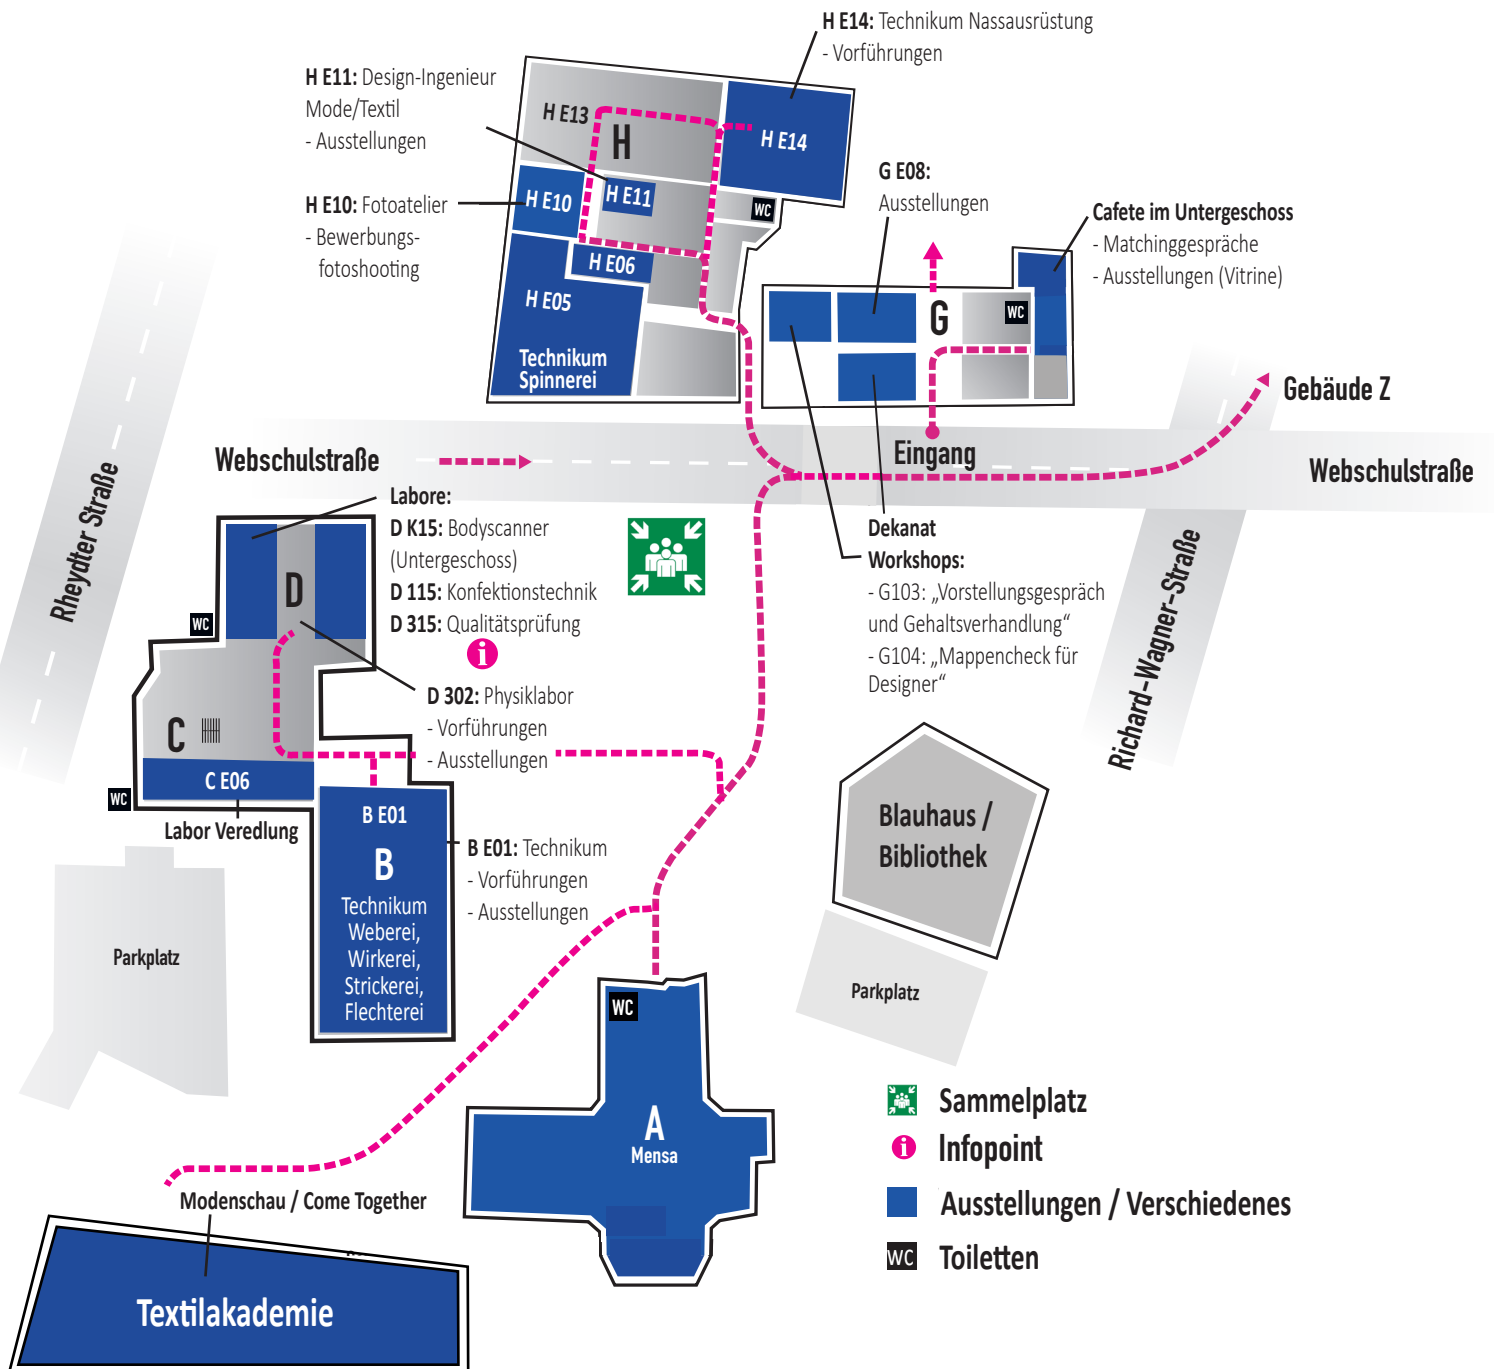 H E14: Technikum Nassausrüstung
- Vorführungen
H E11: Design-Ingenieur
Mode/Textil
- Ausstellungen
H E10: Fotoatelier
- Bewerbungs-
fotoshooting
H E13
H
H E14
H E11
H E10
WC
H E06
H E05
Technikum
Spinnerei
G E08:
Ausstellungen
Cafete im Untergeschoss
- Matchinggespräche
- Ausstellungen (Vitrine)
G
WC
Gebäude Z
Eingang
Webschulstraße
Webschulstraße
Rheydter Straße
Richard-Wagner-Straße
Labore:
D K15: Bodyscanner
(Untergeschoss)
D 115: Konfektionstechnik
D 315: Qualitätsprüfung
i
D 302: Physiklabor
- Vorführungen
- Ausstellungen
Dekanat
Workshops:
- G103: „Vorstellungsgespräch
und Gehaltsverhandlung“
- G104: „Mappencheck für
Designer“
D
WC
C
C E06
WC
Labor Veredlung
B E01
B
Technikum
Weberei,
Wirkerei,
Strickerei,
Flechterei
B E01: Technikum
- Vorführungen
- Ausstellungen
Blauhaus /
Bibliothek
Parkplatz
Parkplatz
WC
A
Mensa
Modenschau / Come Together
Textilakademie
Sammelplatz
i Infopoint
Ausstellungen / Verschiedenes
WC Toiletten